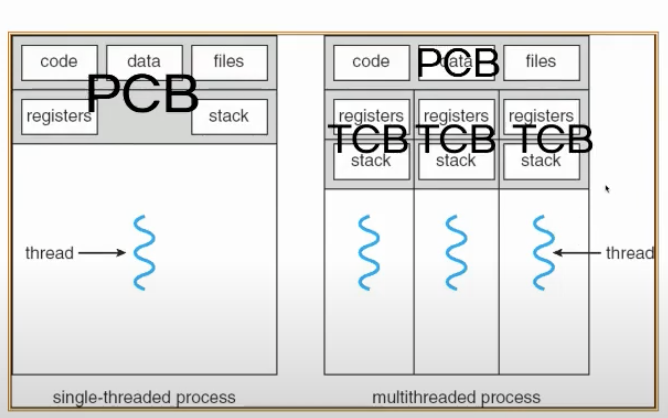 code data files
PCB
registers stack
thread
single-threaded process
code data files
PCB
registers registers registers
TCB TCB TCB
stack stack stack
thread
multithreaded process